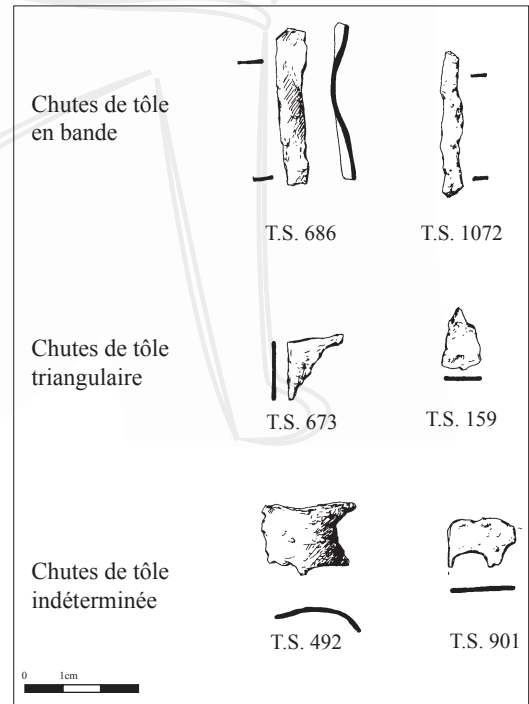 Chutes de tôle
en bande
T.S. 686
T.S. 1072
Chutes de tôle
triangulaire
T.S. 673
T.S. 159
Chutes de tôle
indéterminée
T.S. 492
T.S. 901
0 1cm